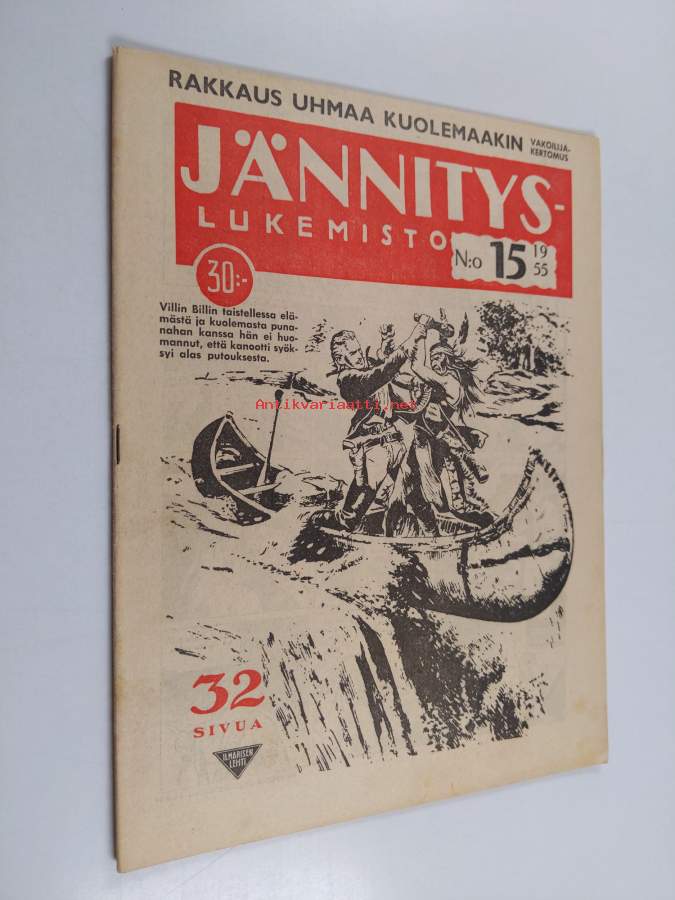 RAKKAUS UHMAA KUOLEMAAKIN
VAKOILIJA-
KERTOMUS
JÄNNITYS-
LUKEMISTO
N:o 15 19
55
30:-
Villin Billin taistellessa elä-
mästä ja kuolemasta puna-
nahan kanssa hän ei huo-
mannut, että kanootti syök-
syi alas putouksesta.
Antikvariaatti.net
32
SIVUA
ILMARISEN
LEHTI